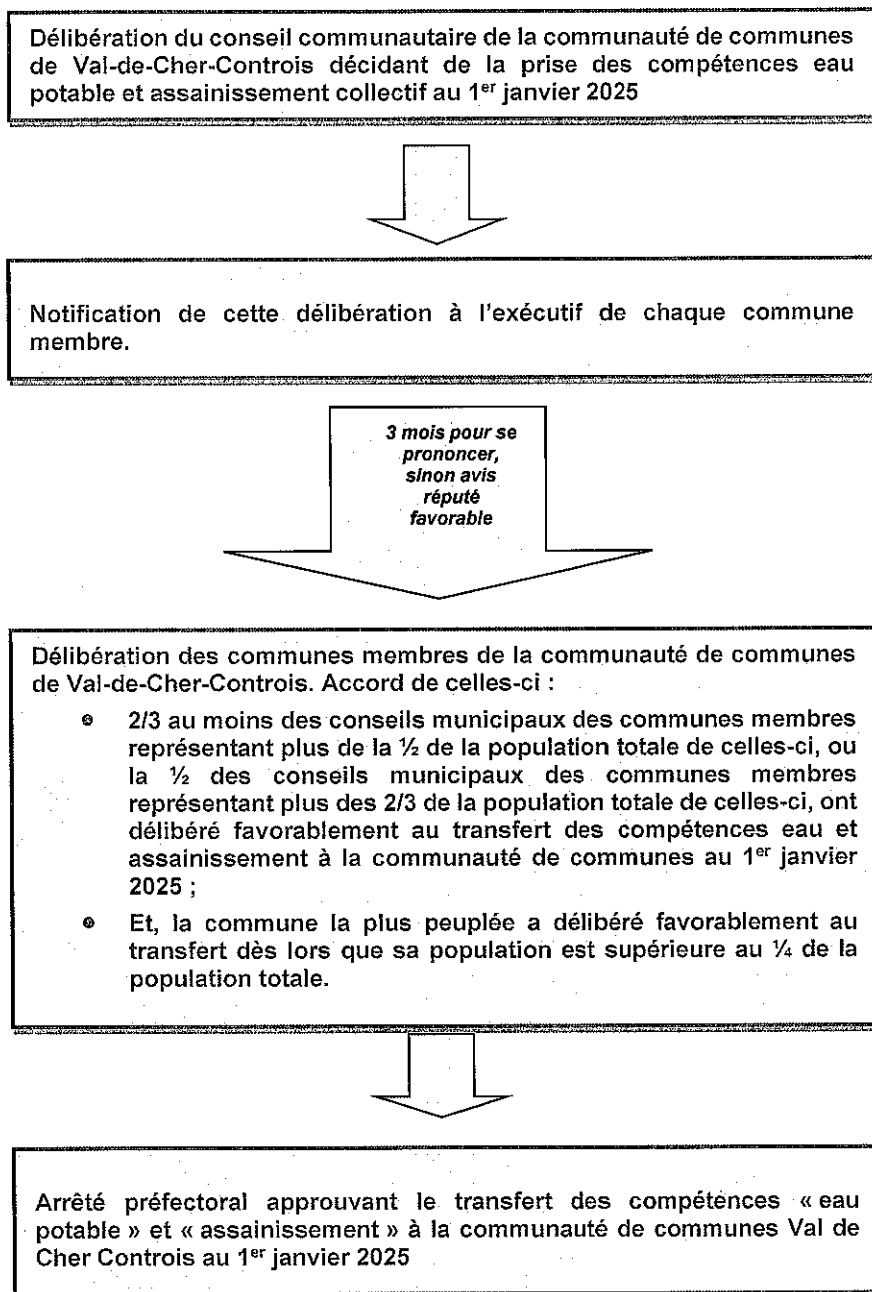 Délibération du conseil communautaire de la communauté de communes
de Val-de-Cher-Controis décidant de la prise des compétences eau
potable et assainissement collectif au 1er janvier 2025
Notification de cette délibération à l'exécutif de chaque commune
membre.
3 mois pour se
prononcer,
sinon avis
réputé
favorable
Délibération des communes membres de la communauté de communes
de Val-de-Cher-Controis. Accord de celles-ci :
• 2/3 au moins des conseils municipaux des communes membres
représentant plus de la ½ de la population totale de celles-ci, ou
la ½ des conseils municipaux des communes membres
représentant plus des 2/3 de la population totale de celles-ci, ont
délibéré favorablement au transfert des compétences eau et
assainissement à la communauté de communes au 1er janvier
2025 ;
• Et, la commune la plus peuplée a délibéré favorablement au
transfert dès lors que sa population est supérieure au ¼ de la
population totale.
Arrêté préfectoral approuvant le transfert des compétences « eau
potable » et « assainissement » à la communauté de communes Val de
Cher Controis au 1er janvier 2025